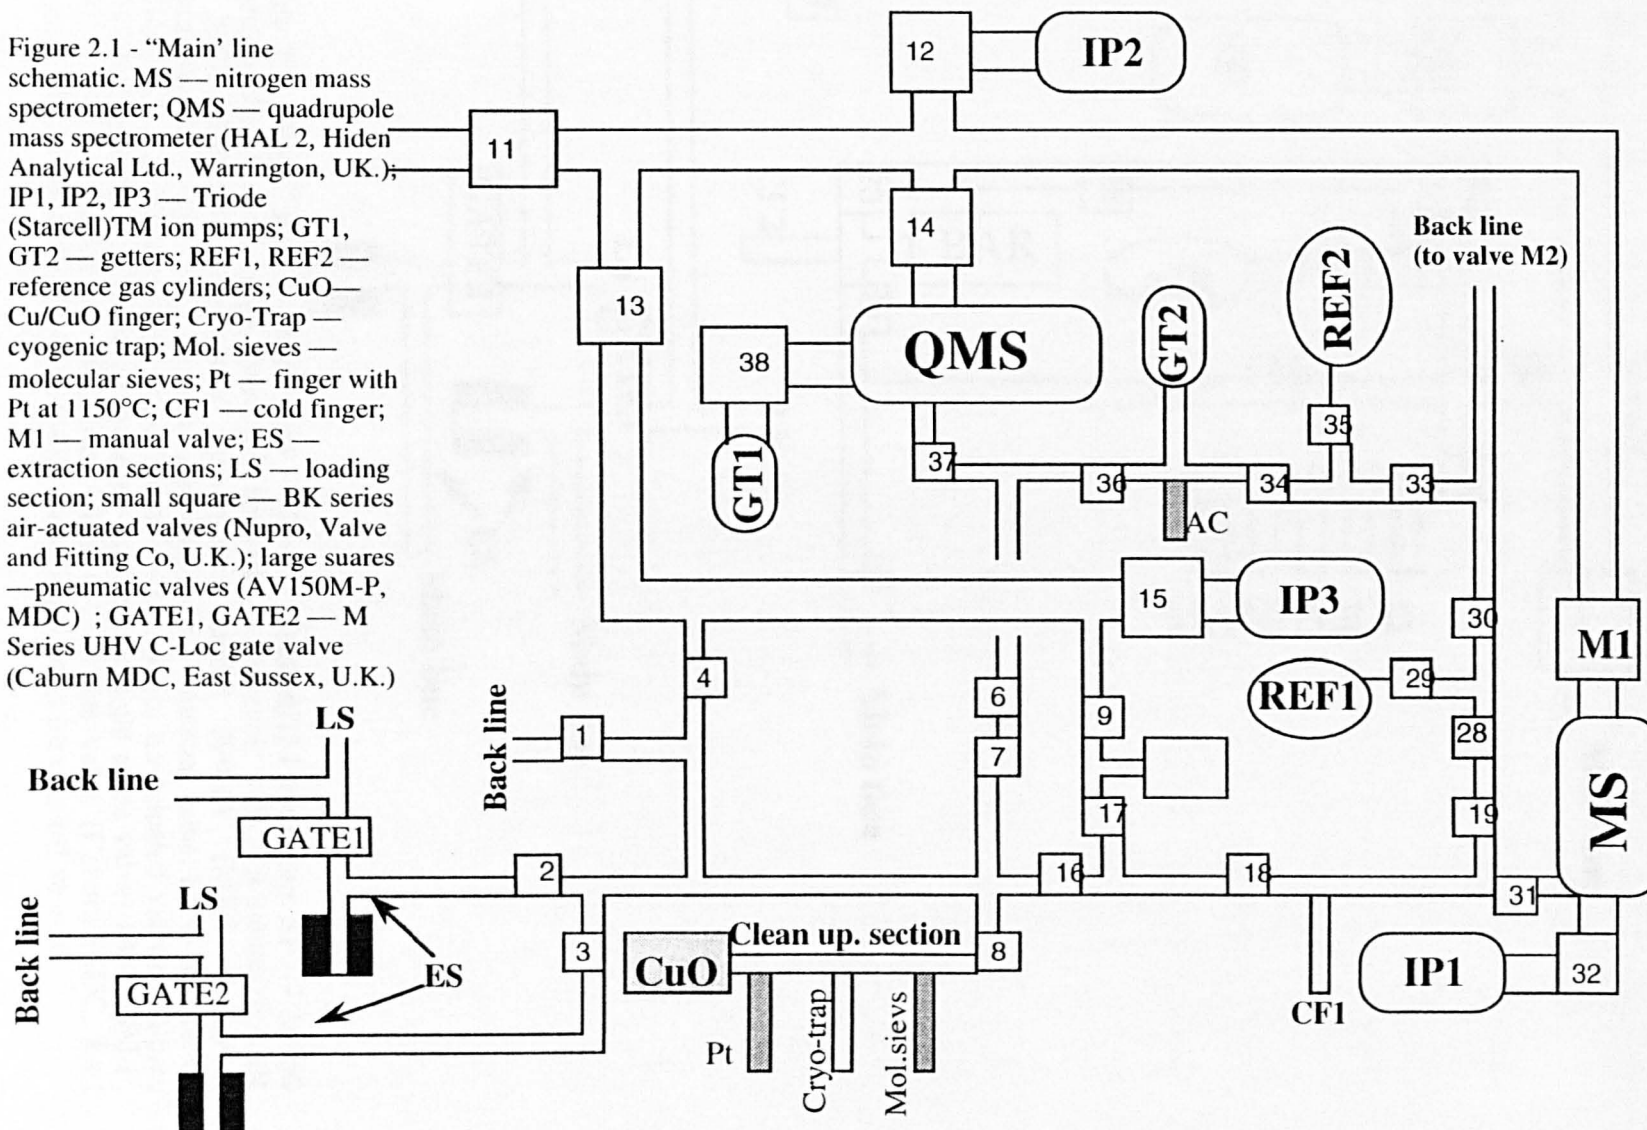 Figure 2.1 - “Main’ line
schematic. MS — nitrogen mass
spectrometer; QMS — quadrupole
mass spectrometer (HAL 2, Hiden
Analytical Ltd., Warrington, UK.);
IP1, IP2, IP3 — Triode
(Starcell)TM ion pumps; GT1,
GT2 — getters; REF1, REF2 —
reference gas cylinders; CuO—
Cu/CuO finger; Cryo-Trap —
cyogenic trap; Mol. sieves —
molecular sieves; Pt — finger with
Pt at 1150°C; CF1 — cold finger;
M1 — manual valve; ES —
extraction sections; LS — loading
section; small square — BK series
air-actuated valves (Nupro, Valve
and Fitting Co, U.K.); large suares
—pneumatic valves (AV150M-P,
MDC) ; GATE1, GATE2 — M
Series UHV C-Loc gate valve
(Caburn MDC, East Sussex, U.K.)
12
IP2
11
14
13
Back line
(to valve M2)
38
QMS
GT2
REF2
35
GT1
37
36
34
33
AC
15
IP3
30
M1
4
6
REF1
29
9
28
LS
Back line
1
7
Back line
17
19
MS
GATE1
2
16
18
31
LS
Back line
3
Clean up. section
8
CuO
ES
IP1
32
GATE2
CF1
Pt
Cryo-trap
Mol.sievs